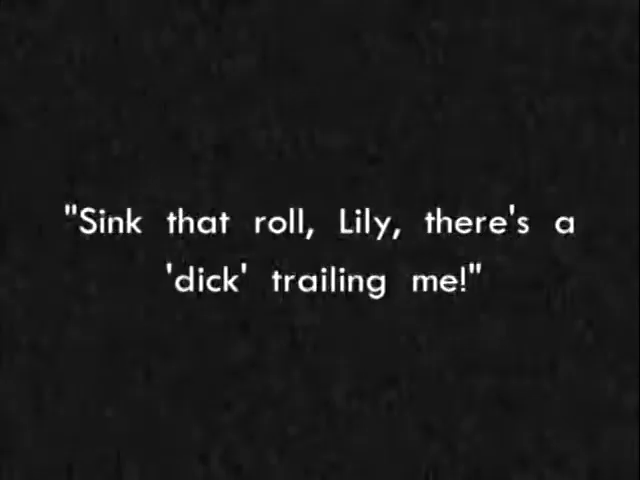 "Sink that roll, Lily, there's a
'dick' trailing me!"